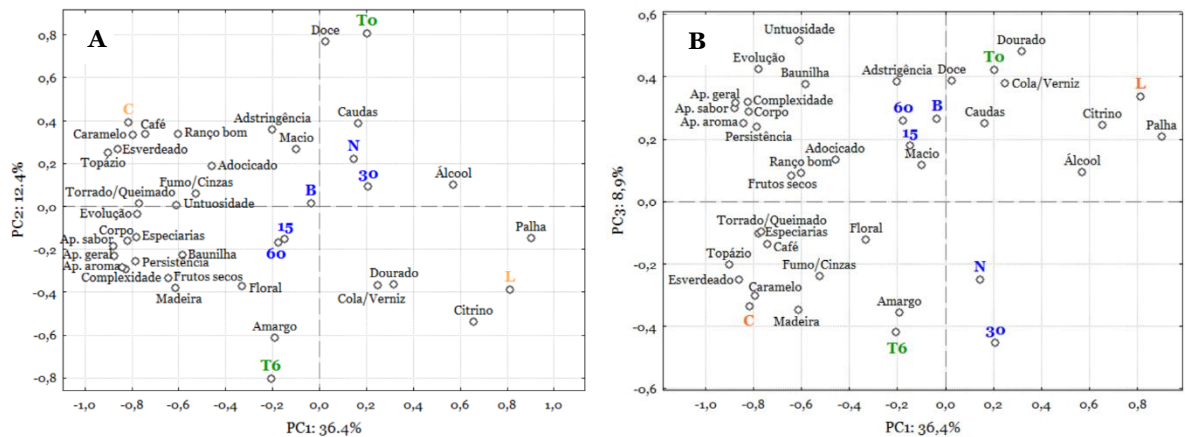 A
To
Doce
0,8
0,6
C
Café
Caramelo
Ranço bom
Esverdeado
Topázio
Adocicado
Adstringência
Macio
Caudas
N
30
0,4
0,2
Fumo/Cinzas
Torrado/Queimado
Untuosidade
Evolução
B
Álcool
0,0
Corpo
Ap. sabor
Especiarias
Ap. geral
Persistência
Baunilha
Ap. aroma
Complexidade
Frutos secos
Madeira
Floral
15
60
Palha
-0,2
Dourado
Cola/Verniz
L
Citrino
-0,4
Amargo
T6
-0,6
-0,8
-1,0 -0,8 -0,6 -0,4 -0,2 0,0 0,2 0,4 0,6 0,8 1,0
PC2: 12.4%
PC1: 36.4%
B
0,6
Untuosidade
Evolução
Baunilha
Dourado
To
Adstrigência
Doce
Cola/Verniz
0,4
Ap. geral
Complexidade
Ap. sabor
Corpo
Ap. aroma
Persistência
60
B
15
Caudas
L
Citrino
Palha
0,2
Adocicado
Ranço bom
Frutos secos
Macio
Álcool
0,0
Torrado/Queimado
Especiarias
Café
Floral
Topázio
Fumo/Cinzas
Esverdeado
Caramelo
N
-0,2
C
Madeira
Amargo
T6
30
-0,4
-0,6
-1,0 -0,8 -0,6 -0,4 -0,2 0,0 0,2 0,4 0,6 0,8 1,0
PC3: 8,9%
PC1: 36,4%